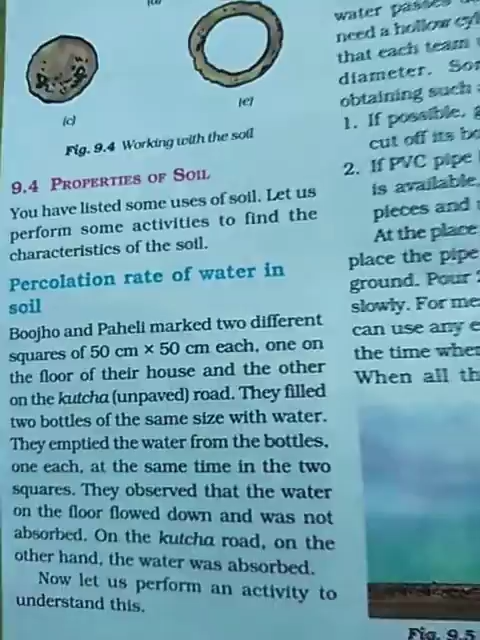 (c)
(e)
Fig. 9.4 Working with the soil
9.4 PROPERTIES OF SOIL
You have listed some uses of soil. Let us
perform some activities to find the
characteristics of the soil.
Percolation rate of water in
soil
Boojho and Paheli marked two different
squares of 50 cm × 50 cm each, one on
the floor of their house and the other
on the kutcha (unpaved) road. They filled
two bottles of the same size with water.
They emptied the water from the bottles,
one each, at the same time in the two
squares. They observed that the water
on the floor flowed down and was not
absorbed. On the kutcha road, on the
other hand, the water was absorbed.
Now let us perform an activity to
understand this.
water passes
need a hollow
that each team
diameter.
obtaining such
1. If possible,
cut off its
2. If PVC pipe
is available,
pieces and
At the place
place the pipe
ground. Pour
slowly. For
can use any
the time
When all
Fig. 9.5